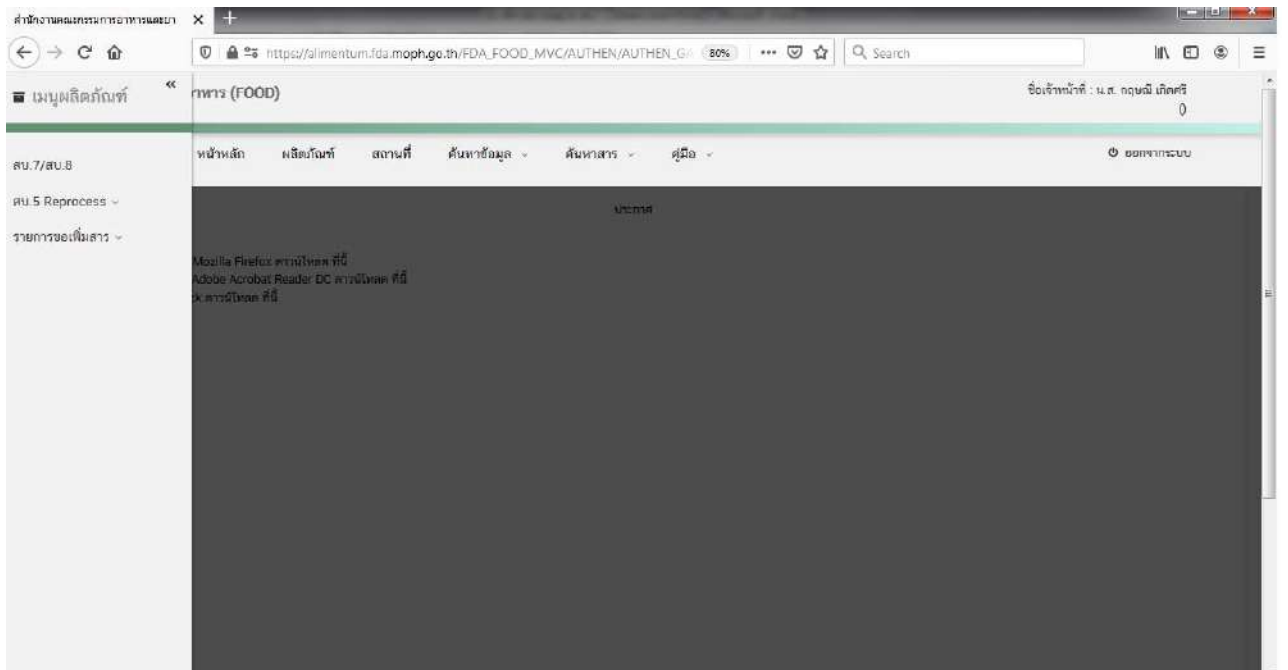 สำนักงานคณะกรรมการอาหารและยา
https://alimentum.fda.moph.go.th/FDA_FOOD_MVC/AUTHEN/AUTHEN_GA 80% Search
เมนูผลิตภัณฑ์ «
าหาร (FOOD)
ชื่อเจ้าหน้าที่ : น.ส. กฤษณี เกิดศรี
()
หน้าหลัก ผลิตภัณฑ์ สถานที่ ค้นหาข้อมูล ค้นหาสาร คู่มือ ออกจากระบบ
สบ.7/สบ.8
สบ.5 Reprocess
รายการขอเพิ่มสาร
ประกาศ
Mozilla Firefox ดาวน์โหลด ที่นี่
Adobe Acrobat Reader DC ดาวน์โหลด ที่นี่
ck ดาวน์โหลด ที่นี่